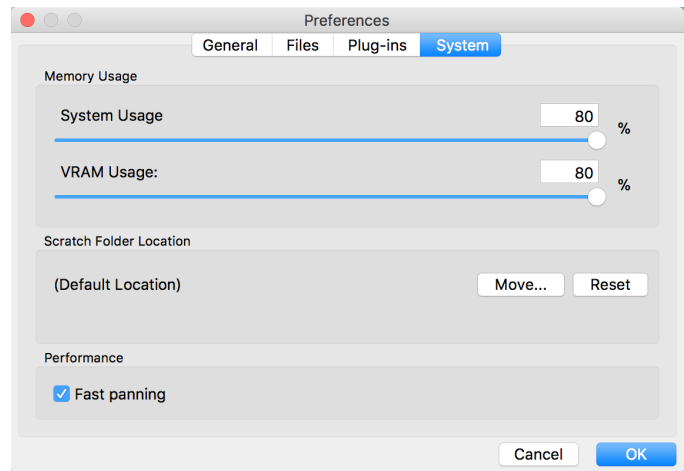 Preferences
General Files Plug-ins System
Memory Usage
System Usage 80 %
VRAM Usage: 80 %
Scratch Folder Location
(Default Location) Move... Reset
Performance
Fast panning
Cancel OK